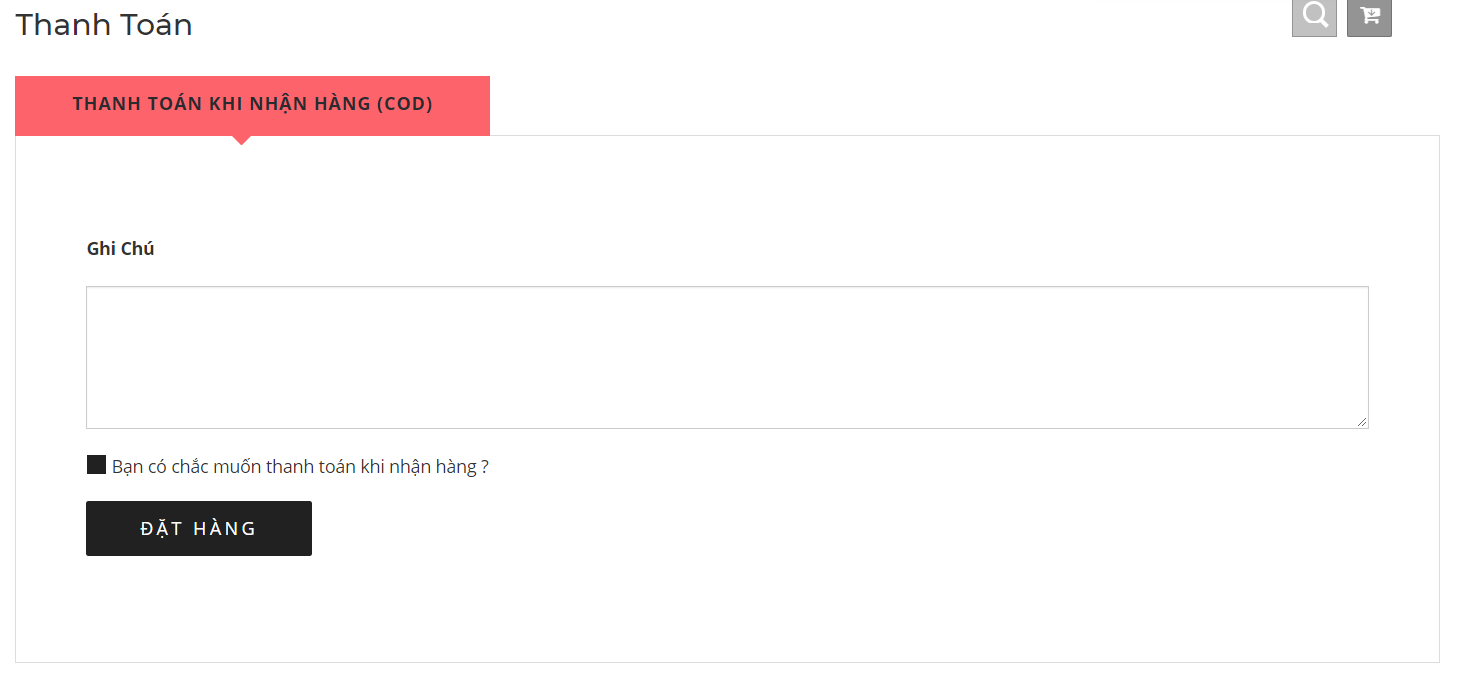 Thanh Toán
THANH TOÁN KHI NHẬN HÀNG (COD)
Ghi Chú
Bạn có chắc muốn thanh toán khi nhận hàng ?
ĐẶT HÀNG